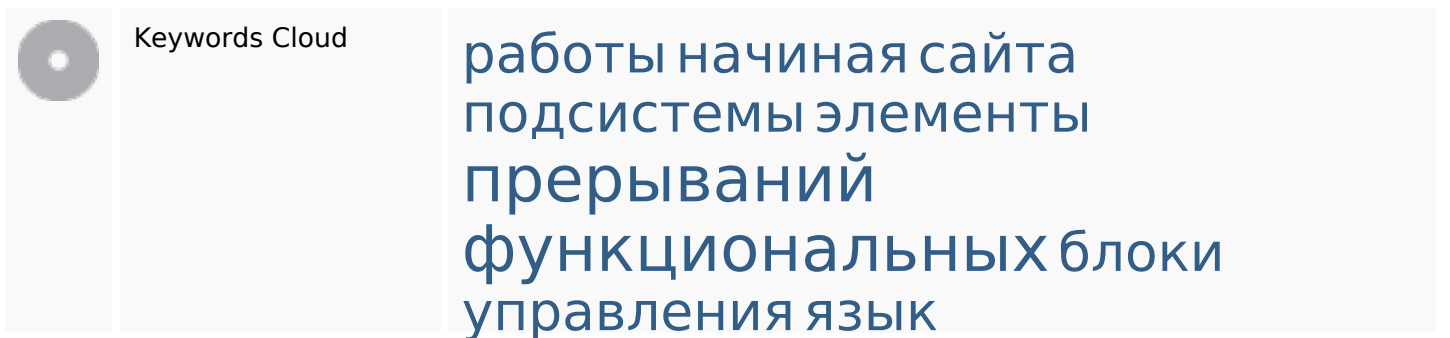 Keywords Cloud
работы начиная сайта
подсистемы элементы
прерываний
функциональных блоки
управления язык